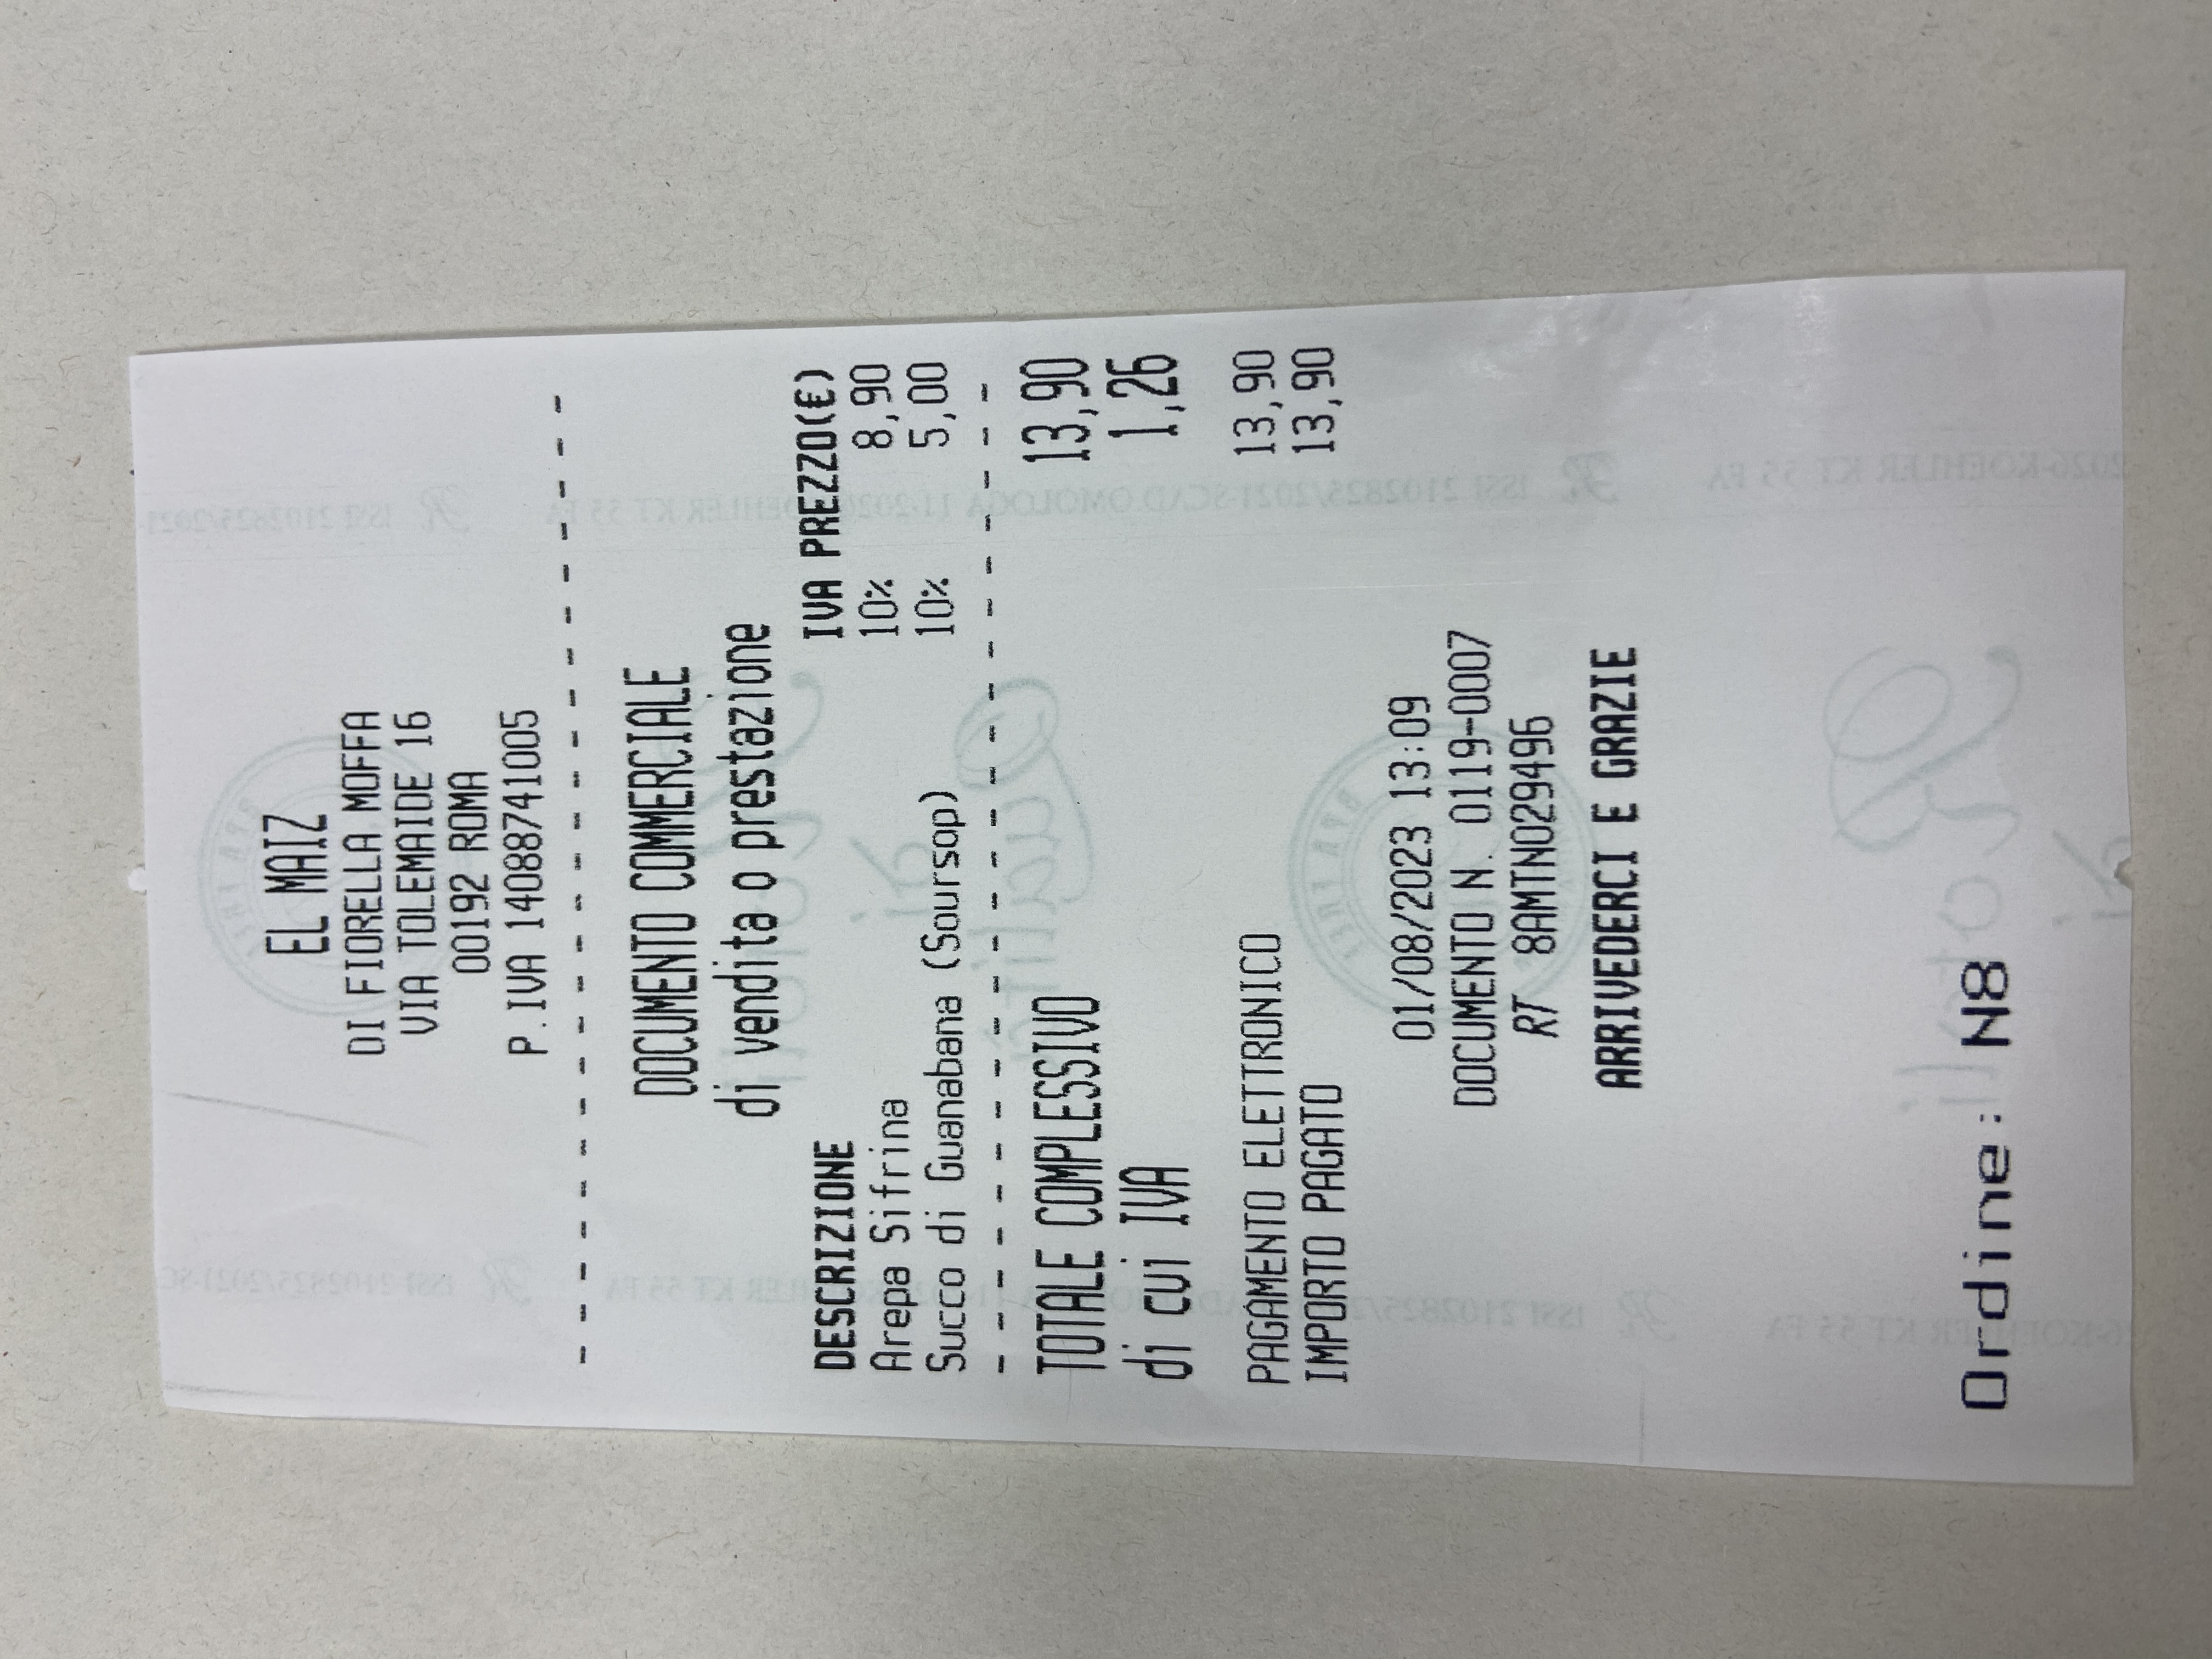 EL MAIZ
DI FIORELLA MOFFA
VIA TOLEMAIDE 16
00192 ROMA
P.IVA 14088741005
- - - - - - - - - - - - - - - - - - - - - - -
DOCUMENTO COMMERCIALE
di vendita o prestazione
DESCRIZIONE IVA PREZZO(€)
Arepa Sifrina 10% 8,90
Succo di Guanabana (Soursop) 10% 5,00
- - - - - - - - - - - - - - - - - - - - - - -
TOTALE COMPLESSIVO 13,90
di cui IVA 1,26
PAGAMENTO ELETTRONICO 13,90
IMPORTO PAGATO 13,90
01/08/2023 13:09
DOCUMENTO N. 0119-0007
RT 8AMTN029496
ARRIVEDERCI E GRAZIE
Ordine: N8